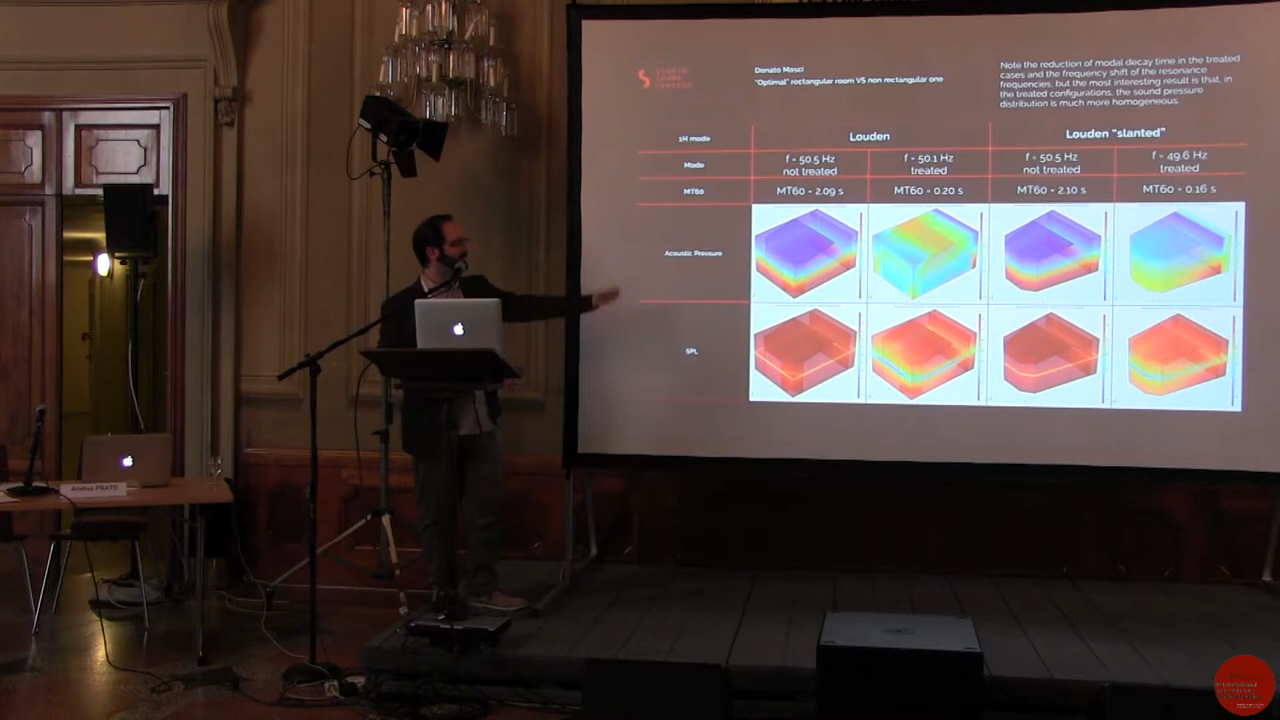 Donato Masci
"Optimal" rectangular room VS non rectangular one
Note the reduction of modal decay time in the treated
cases and the frequency shift of the resonance
frequencies, but the most interesting result is that, in
the treated configurations, the sound pressure
distribution is much more homogeneous.
1H mode
Louden
Louden "slanted"
Mode
f = 50.5 Hz
not treated
f = 50.1 Hz
treated
f = 50.5 Hz
not treated
f = 49.6 Hz
treated
MT60
MT60 = 2.09 s
MT60 = 0.20 s
MT60 = 2.10 s
MT60 = 0.16 s
Acoustic Pressure
SPL
Andrea PRATO